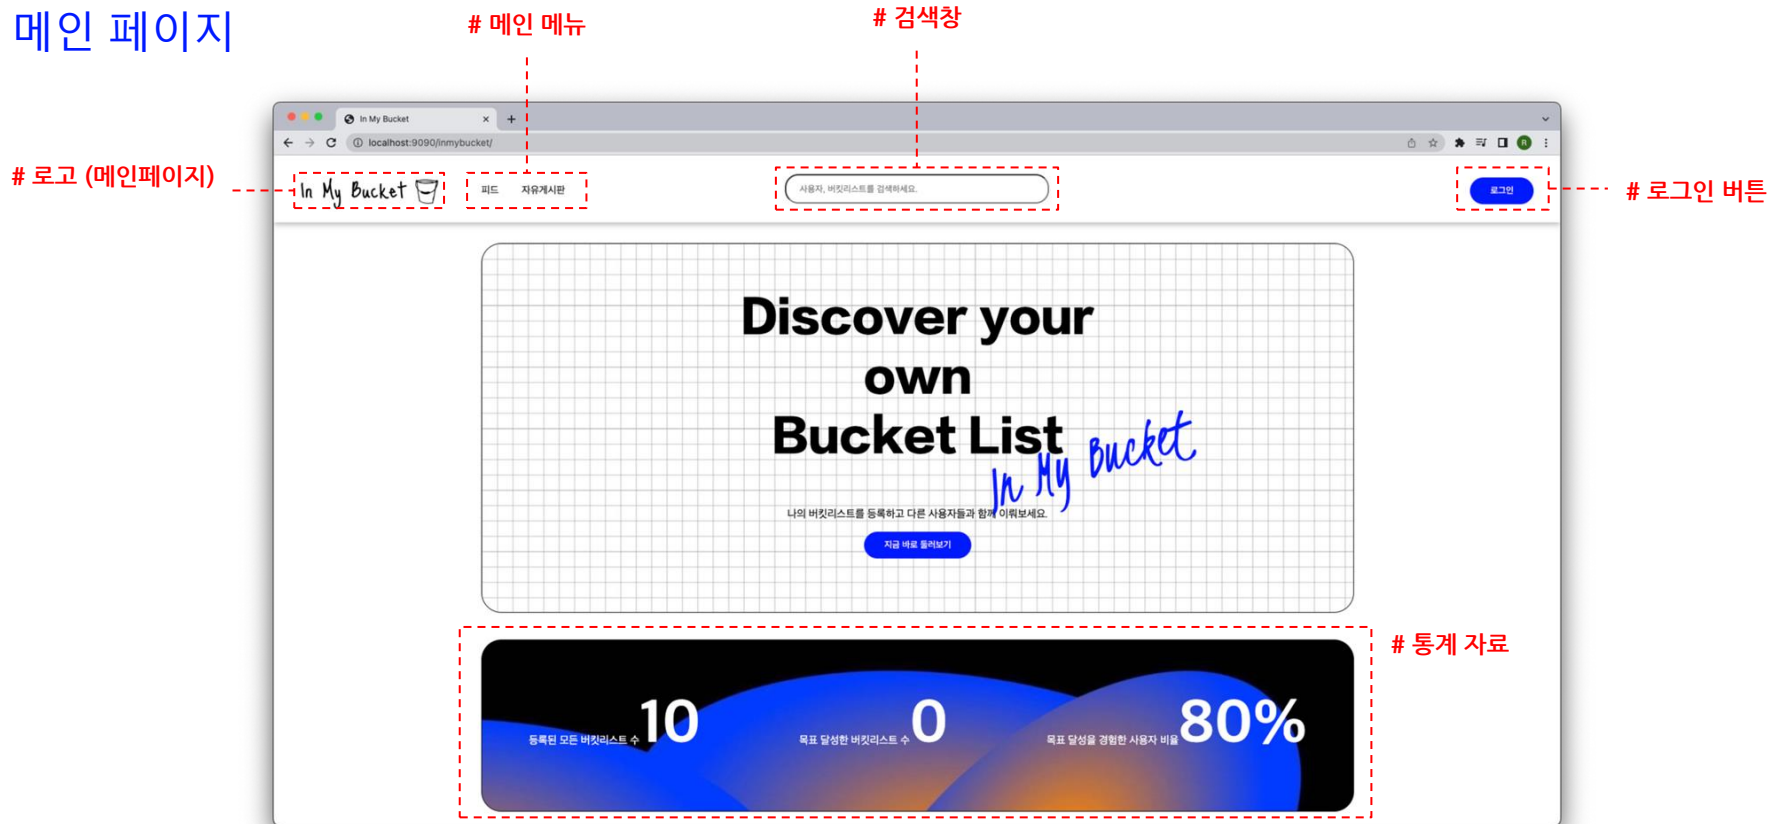 메인 페이지
# 메인 메뉴
# 검색창
In My Bucket
localhost:9090/inmybucket/
R
# 로고 (메인페이지)
In My Bucket
피드 자유게시판
사용자, 버킷리스트를 검색하세요.
로그인
# 로그인 버튼
Discover your
own
Bucket List
In My Bucket
나의 버킷리스트를 등록하고 다른 사용자들과 함께 이뤄보세요.
지금 바로 둘러보기
# 통계 자료
등록된 모든 버킷리스트 수 10
목표 달성한 버킷리스트 수 0
목표 달성을 경험한 사용자 비율 80%